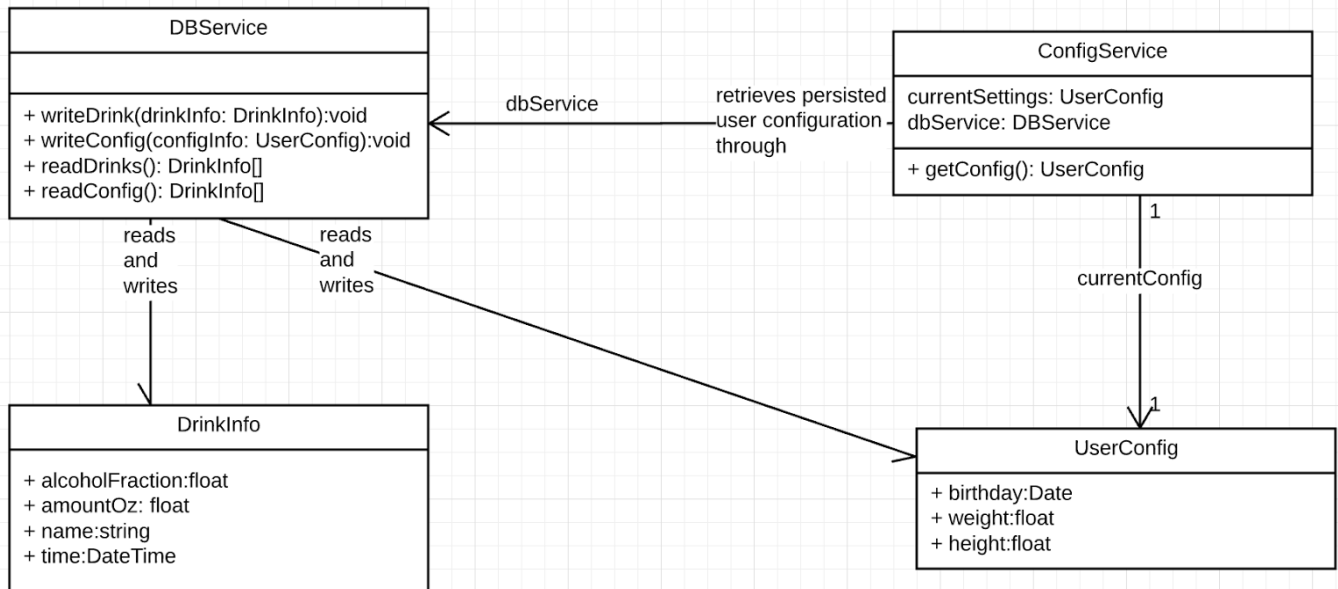 DBService
+ writeDrink(drinkInfo: DrinkInfo):void
+ writeConfig(configInfo: UserConfig):void
+ readDrinks(): DrinkInfo[]
+ readConfig(): DrinkInfo[]
dbService
retrieves persisted
user configuration
through
ConfigService
currentSettings: UserConfig
dbService: DBService
+ getConfig(): UserConfig
reads
and
writes
reads
and
writes
1
currentConfig
1
DrinkInfo
+ alcoholFraction:float
+ amountOz: float
+ name:string
+ time:DateTime
UserConfig
+ birthday:Date
+ weight:float
+ height:float